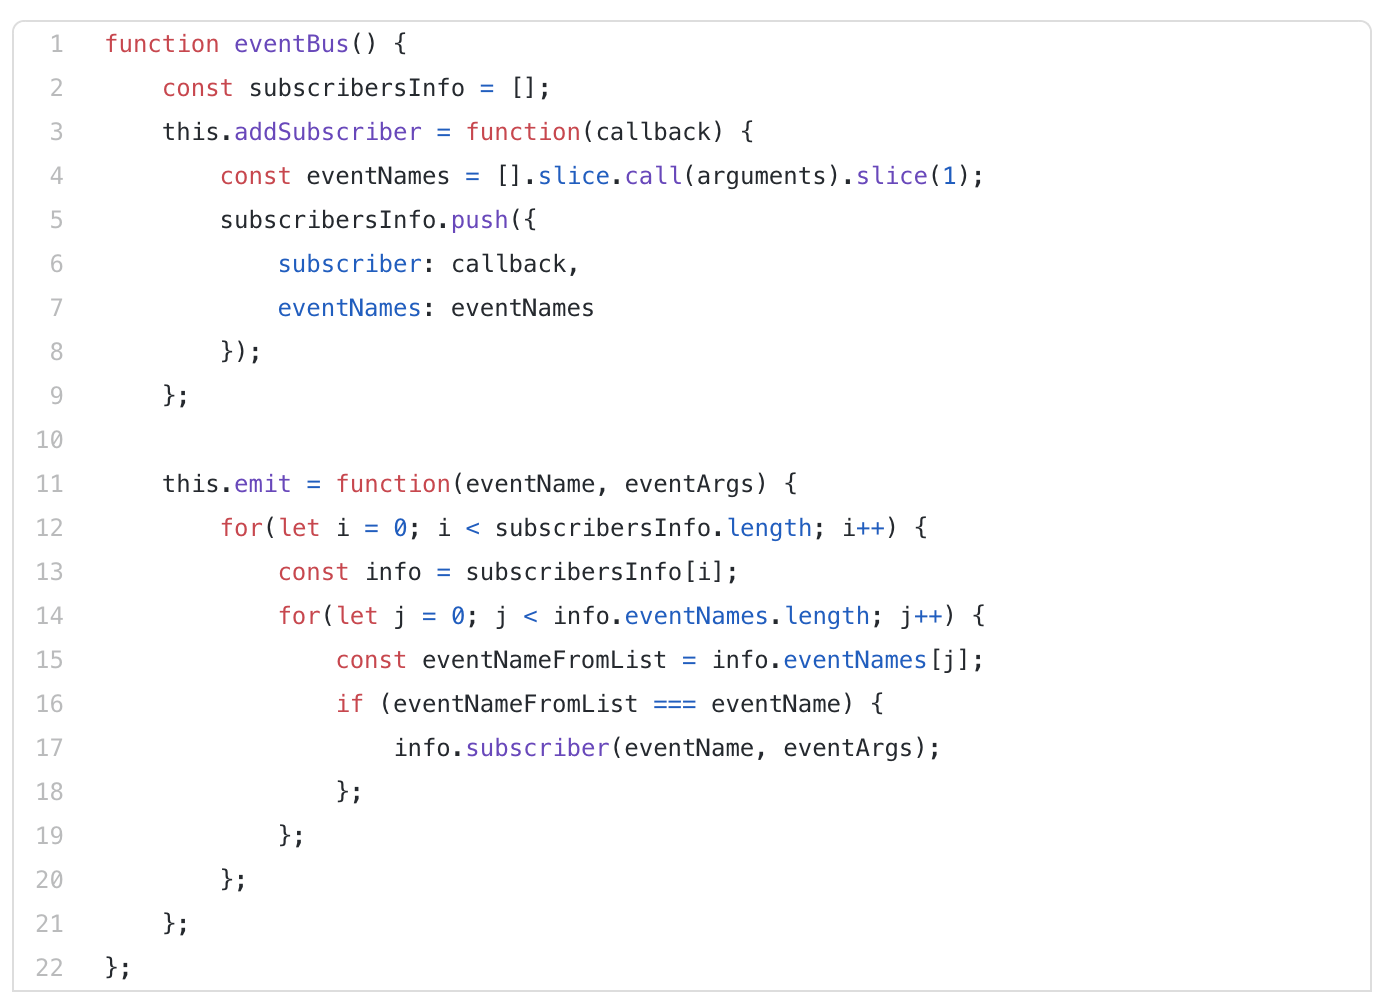 1 function eventBus() {
2 const subscribersInfo = [];
3 this.addSubscriber = function(callback) {
4 const eventNames = [].slice.call(arguments).slice(1);
5 subscribersInfo.push({
6 subscriber: callback,
7 eventNames: eventNames
8 });
9 };
10
11 this.emit = function(eventName, eventArgs) {
12 for(let i = 0; i < subscribersInfo.length; i++) {
13 const info = subscribersInfo[i];
14 for(let j = 0; j < info.eventNames.length; j++) {
15 const eventNameFromList = info.eventNames[j];
16 if (eventNameFromList === eventName) {
17 info.subscriber(eventName, eventArgs);
18 };
19 };
20 };
21 };
22 };